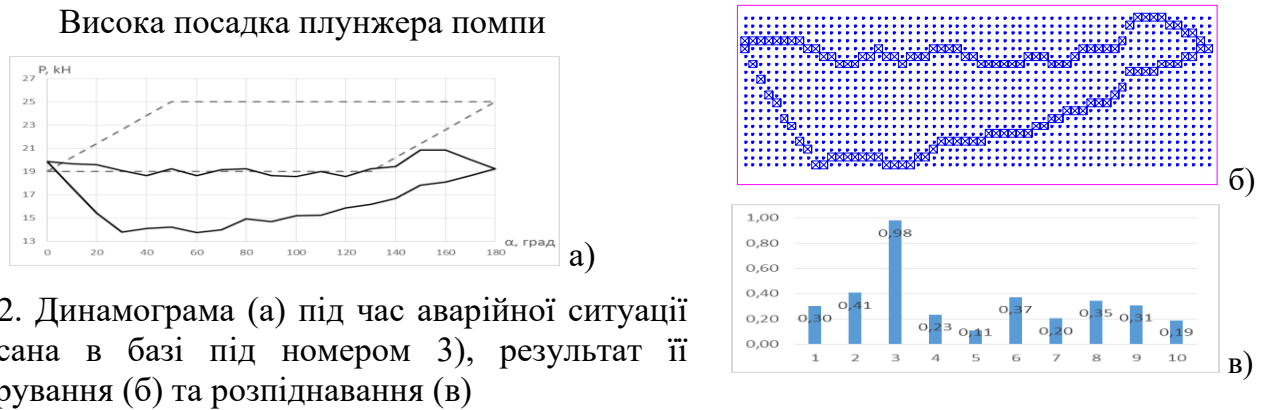 Висока посадка плунжера помпи
P, kH
27
25
23
21
19
17
15
13
0 20 40 60 80 100 120 140 160 180
α, град
а)
2. Динамограма (а) під час аварійної ситуації
сана в базі під номером 3), результат її
рування (б) та розпіднавання (в)
б)
1,00
0,80
0,60
0,40
0,20
0,00
0,30 0,41 0,98 0,23 0,11 0,37 0,20 0,35 0,31 0,19
1 2 3 4 5 6 7 8 9 10
в)